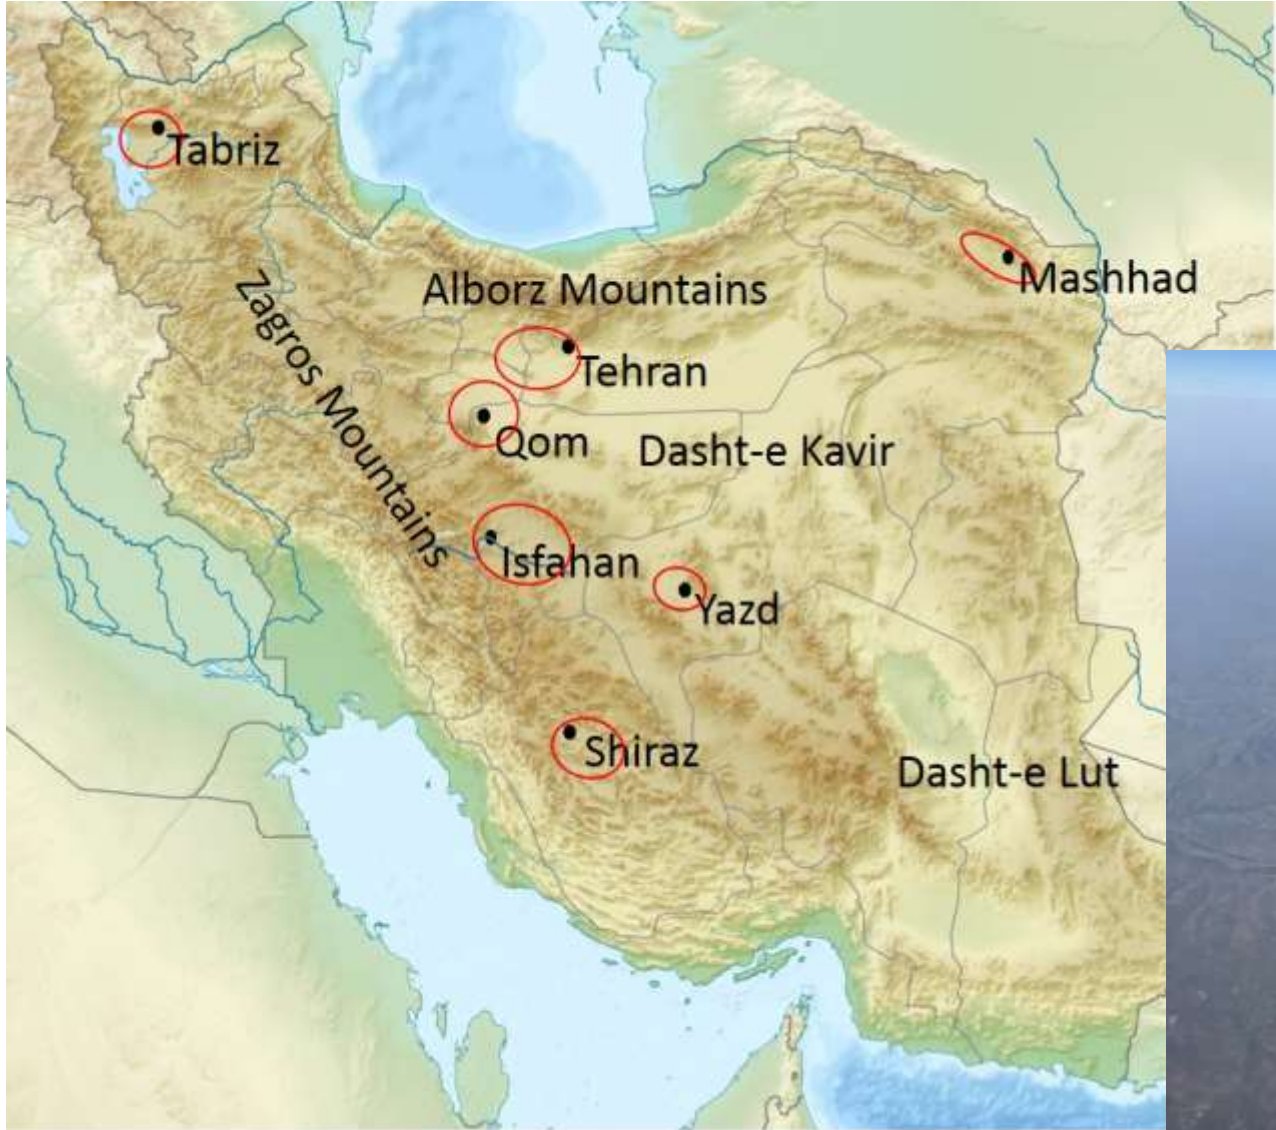 Tabriz
Mashhad
Alborz Mountains
Zagros Mountains
Tehran
Qom
Dasht-e Kavir
Isfahan
Yazd
Shiraz
Dasht-e Lut